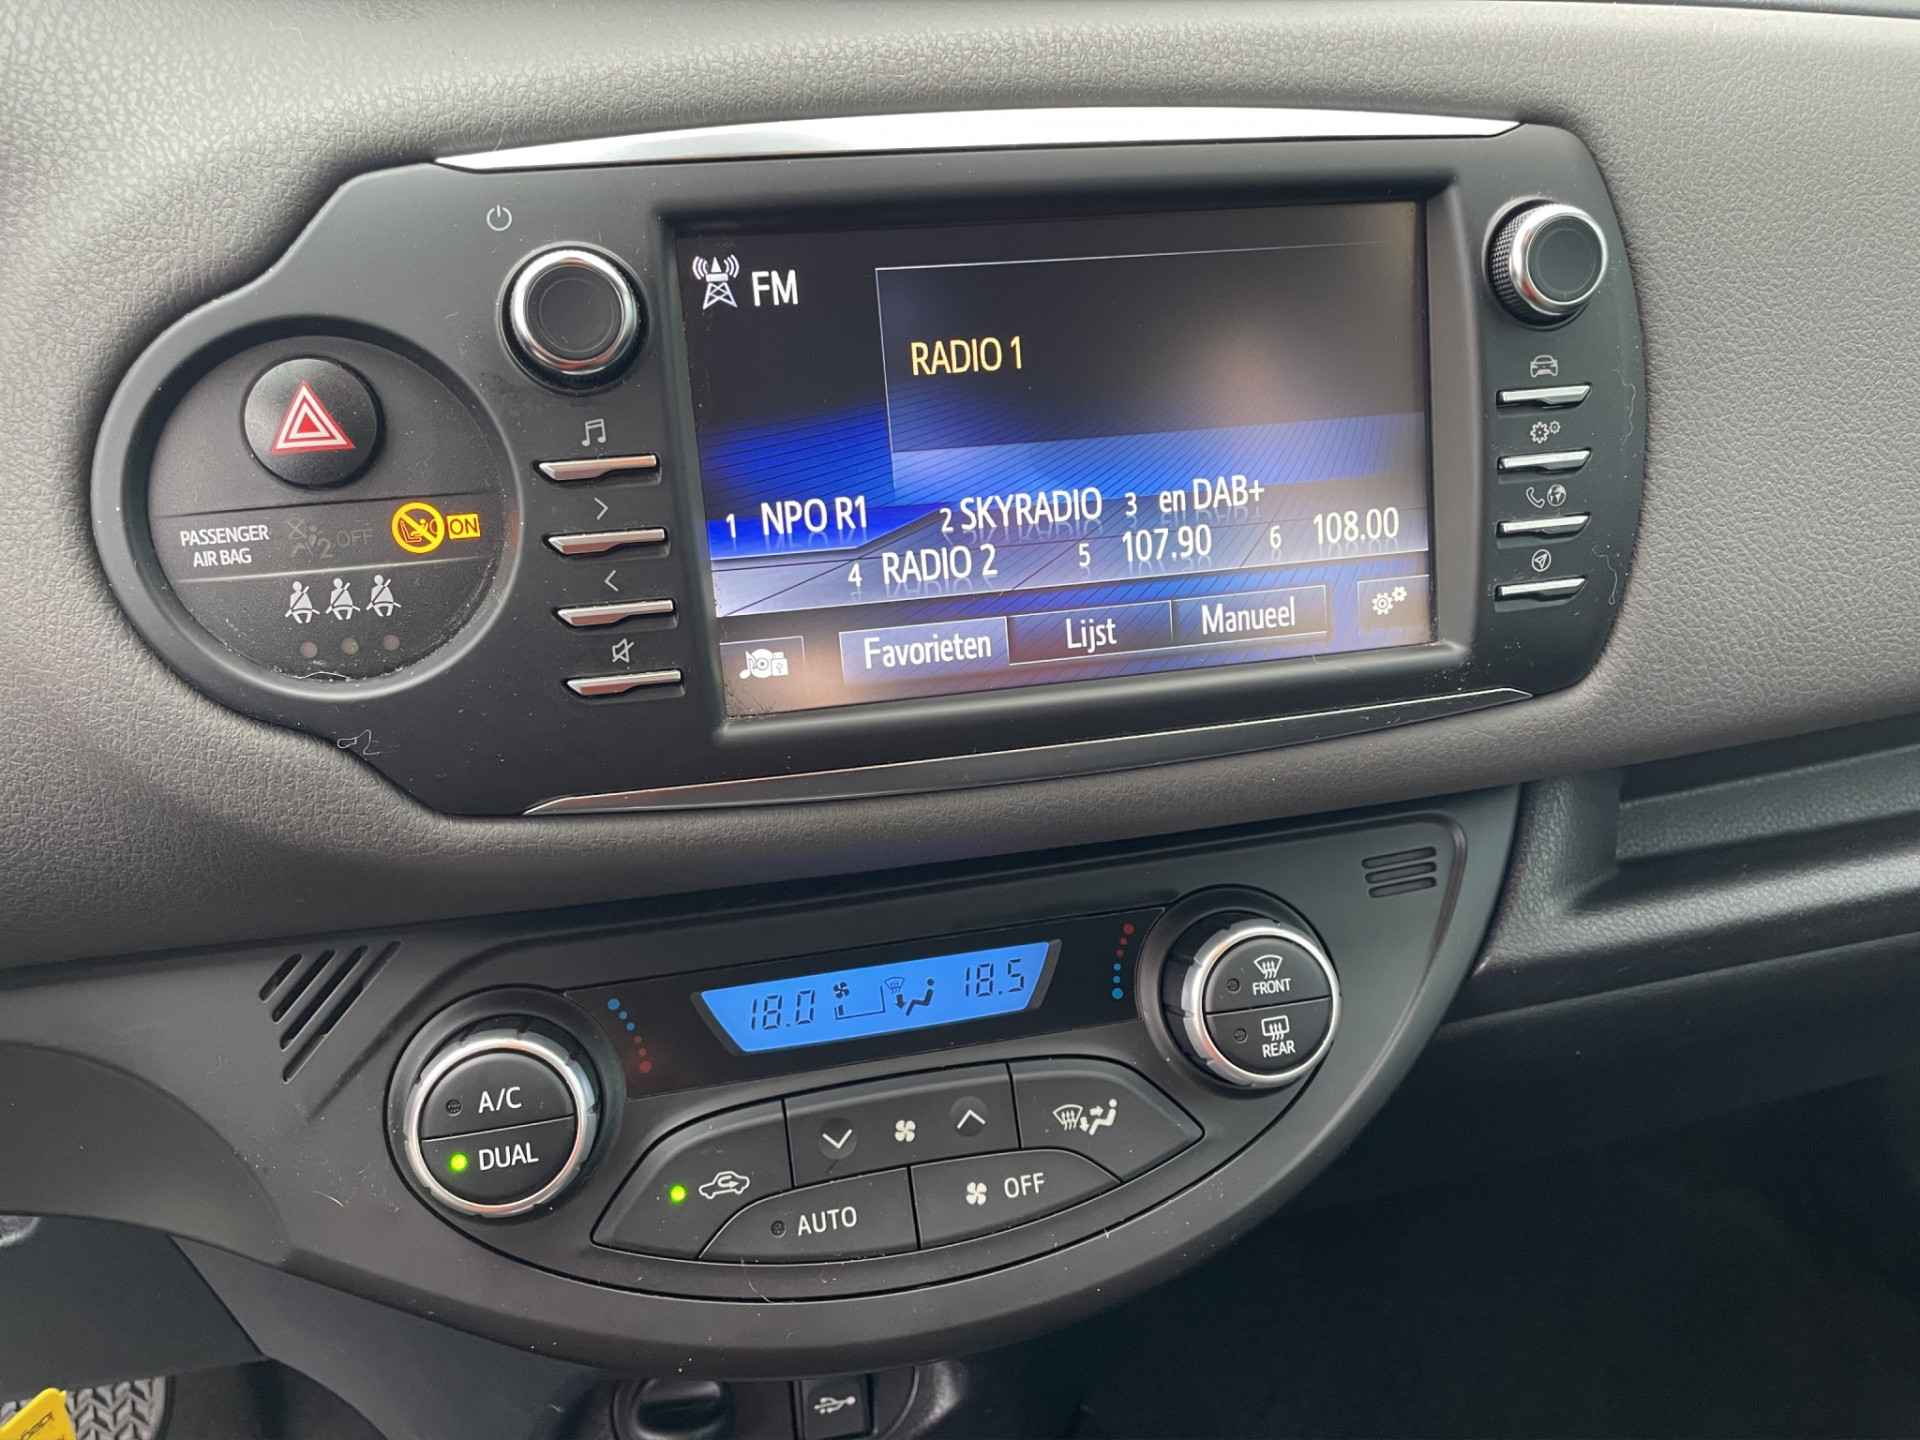 FM
RADIO 1
1 NPO R1 2 SKYRADIO 3 en DAB+
4 RADIO 2 5 107.90 6 108.00
Favorieten Lijst Manueel
PASSENGER
AIR BAG
2 OFF ON
18.0 18.5
A/C
DUAL
FRONT
REAR
AUTO
OFF